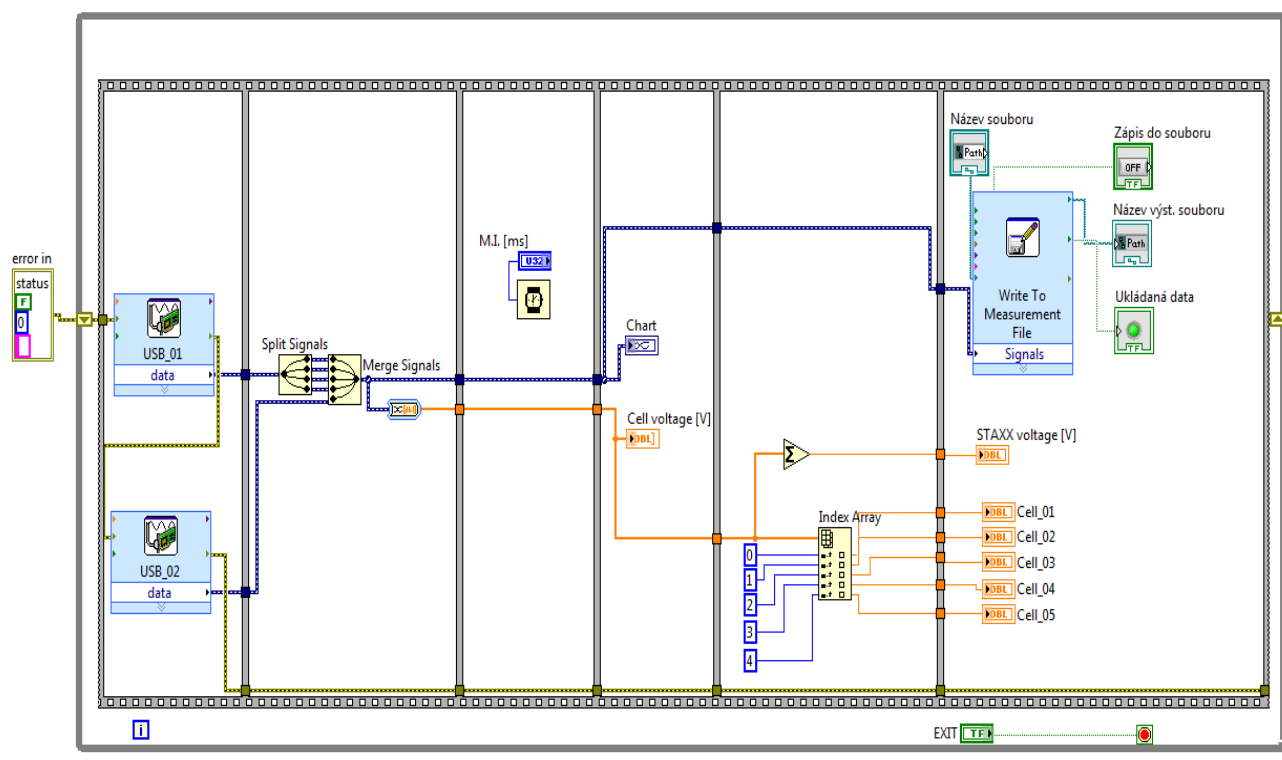 error in
status
F
0
USB_01
data
USB_02
data
Split Signals
Merge Signals
M.I. [ms]
U32
Chart
Cell voltage [V]
DBL]
Index Array
0
1
2
3
4
Název souboru
Path
Zápis do souboru
OFF
TF
Název výst. souboru
Path
Write To
Measurement
File
Signals
Ukládaná data
TF
STAXX voltage [V]
DBL
DBL Cell_01
DBL Cell_02
DBL Cell_03
DBL Cell_04
DBL Cell_05
i
EXIT TF